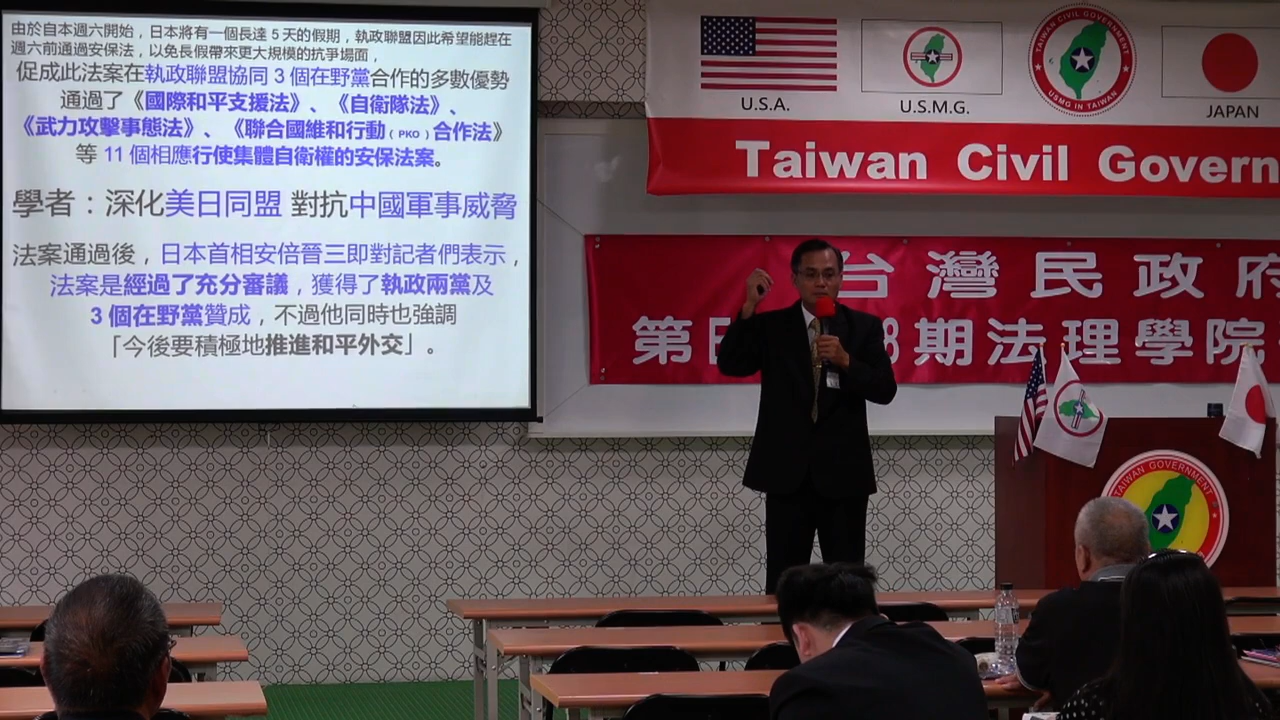 由於自本週六開始，日本將有一個長達 5 天的假期，執政聯盟因此希望能趕在
週六前通過安保法，以免長假帶來更大規模的抗爭場面，
促成此法案在執政聯盟協同 3 個在野黨合作的多數優勢
通過了《國際和平支援法》、《自衛隊法》、
《武力攻擊事態法》、《聯合國維和行動（PKO）合作法》
等 11 個相應行使集體自衛權的安保法案。
學者：深化美日同盟 對抗中國軍事威脅
法案通過後，日本首相安倍晉三即對記者們表示，
法案是經過了充分審議，獲得了執政兩黨及
3 個在野黨贊成，不過他同時也強調
「今後要積極地推進和平外交」。
U.S.A.
U.S.M.G.
TAIWAN CIVIL GOVERNMENT
USMG IN TAIWAN
JAPAN
Taiwan Civil Govern
台灣民政府
第 8期法理學院
TAIWAN GOVERNMENT